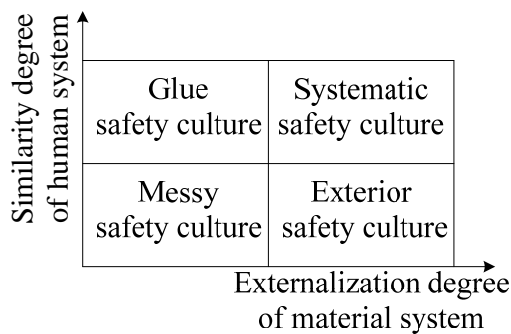 Similarity degree
of human system
Glue
safety culture
Systematic
safety culture
Messy
safety culture
Exterior
safety culture
Externalization degree
of material system